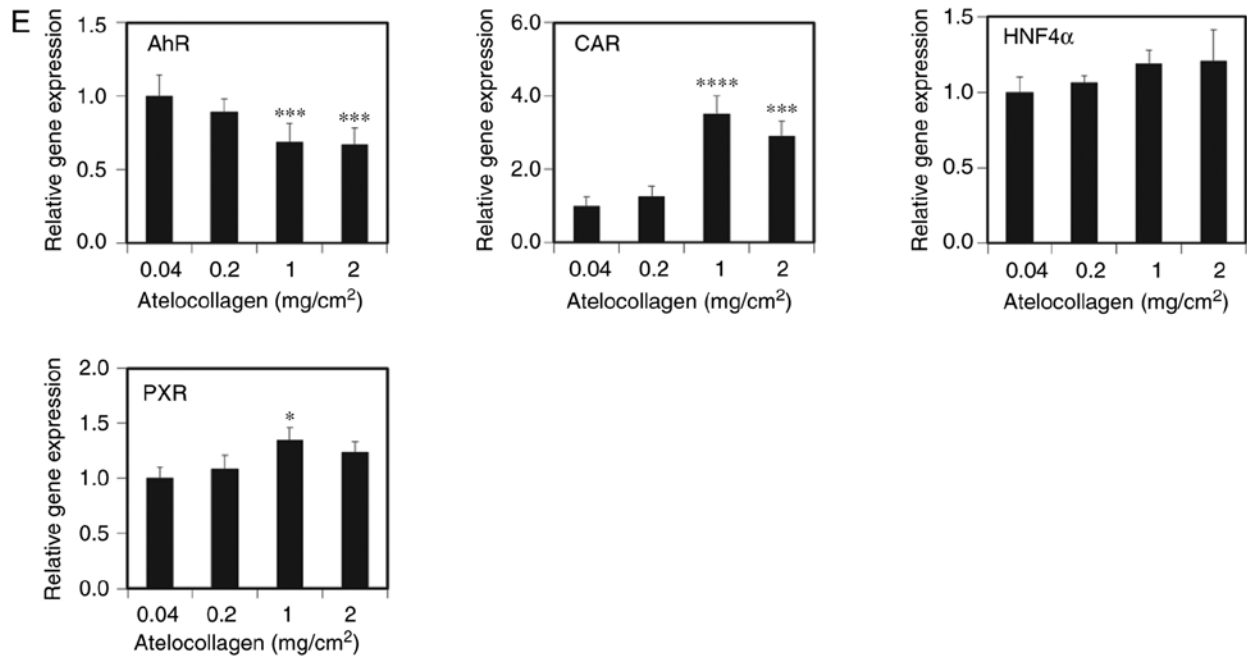 E
Relative gene expression
1.5
1.0
0.5
0.0
AhR
***
***
0.04 0.2 1 2
Atelocollagen (mg/cm²)
Relative gene expression
6.0
4.0
2.0
0.0
CAR
****
***
0.04 0.2 1 2
Atelocollagen (mg/cm²)
Relative gene expression
1.5
1.0
0.5
0.0
HNF4α
0.04 0.2 1 2
Atelocollagen (mg/cm²)
Relative gene expression
2.0
1.5
1.0
0.5
0.0
PXR
*
0.04 0.2 1 2
Atelocollagen (mg/cm²)